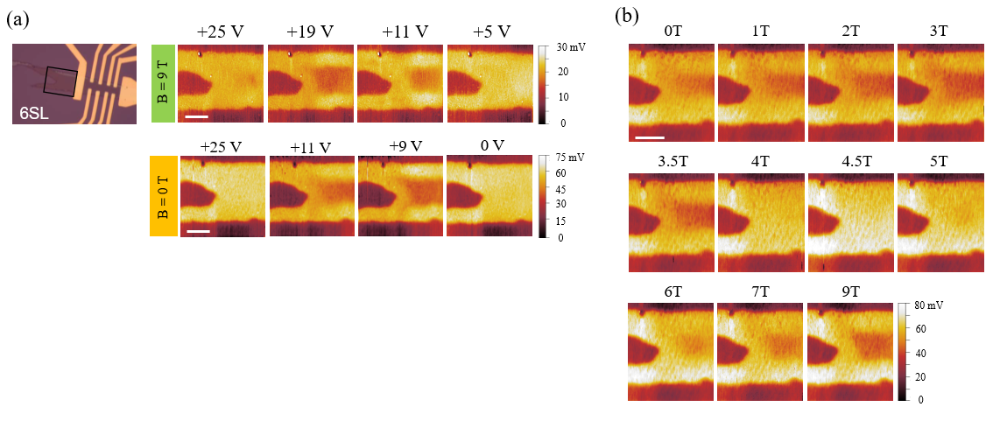 (a)
+25 V +19 V +11 V +5 V
6SL
B = 9 T
30 mV
20
10
0
+25 V +11 V +9 V 0 V
B = 0 T
75 mV
60
45
30
15
0
(b)
0T 1T 2T 3T
3.5T 4T 4.5T 5T
6T 7T 9T
80 mV
60
40
20
0